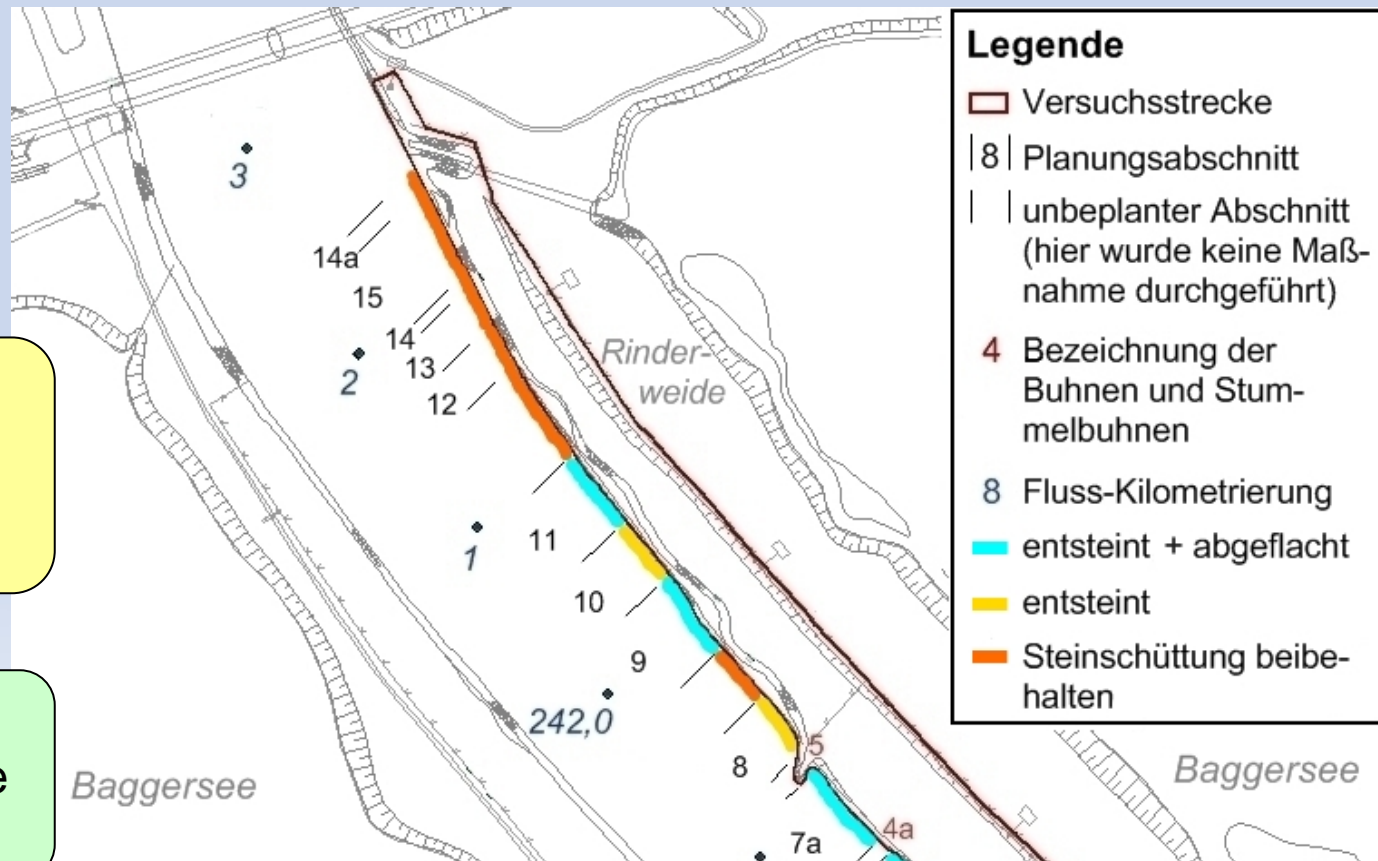 Legende
Versuchsstrecke
8 Planungsabschnitt
unbeplanter Abschnitt
(hier wurde keine Maß-
nahme durchgeführt)
4 Bezeichnung der
Buhnen und Stum-
melbuhnen
8 Fluss-Kilometrierung
entsteint + abgeflacht
entsteint
Steinschüttung beibe-
halten
3
14a
15
14
2
13
12
Rinder-
weide
1
11
10
9
242,0
8
5
7a
4a
Baggersee
Baggersee
e